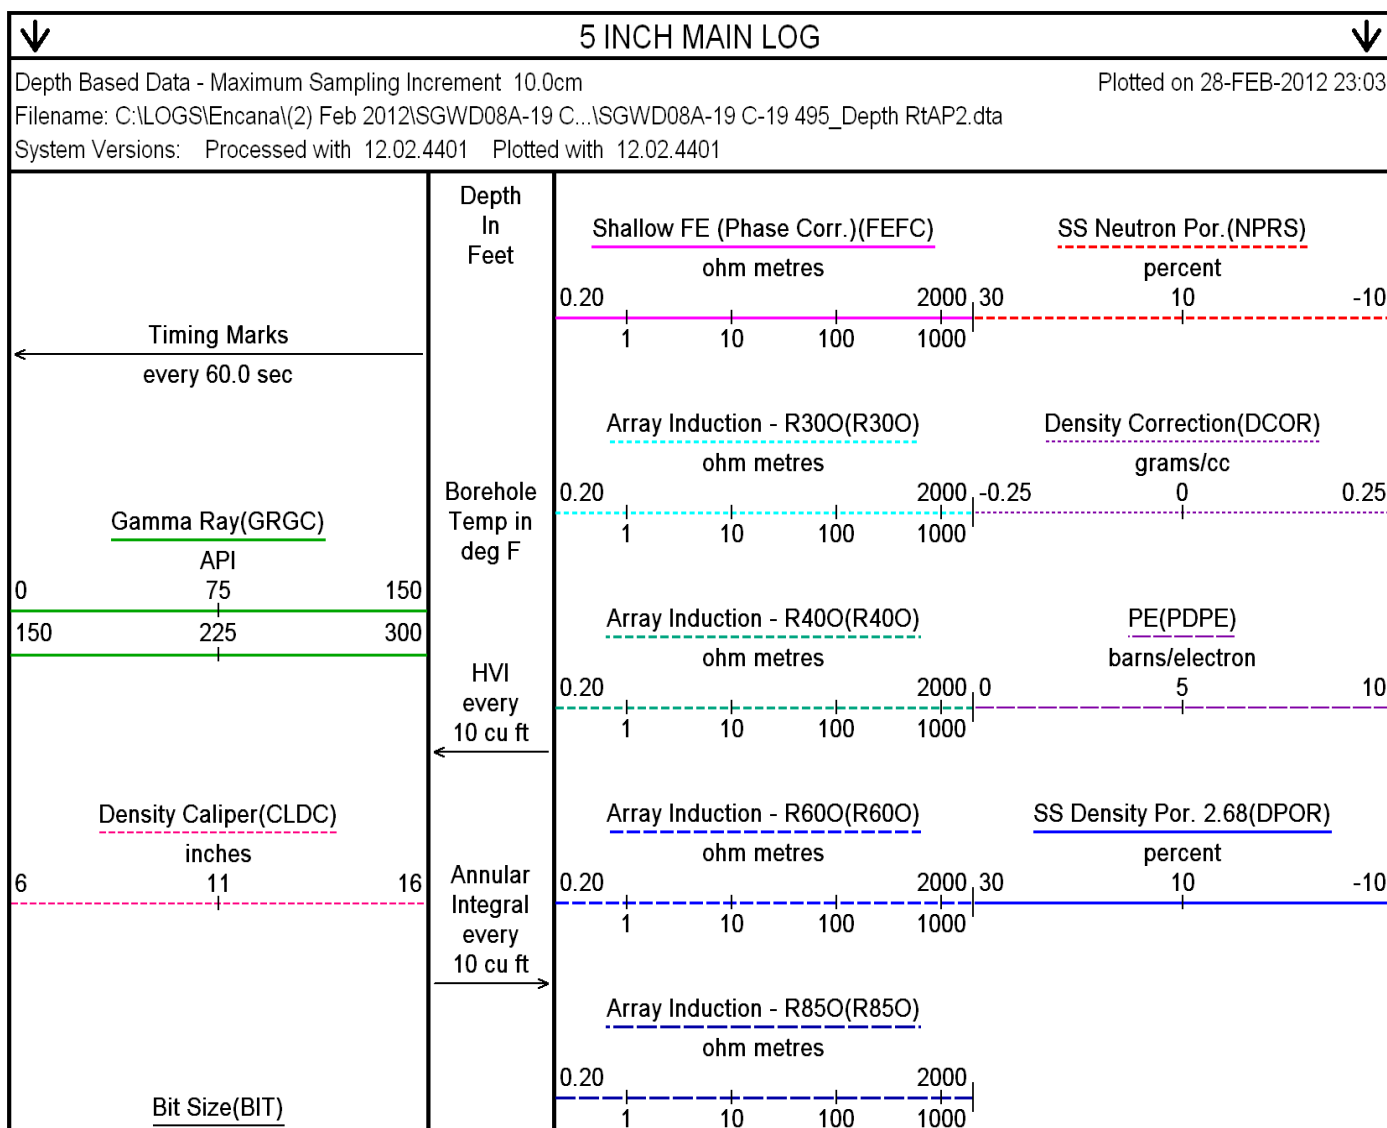 5 INCH MAIN LOG
Depth Based Data - Maximum Sampling Increment 10.0cm
Plotted on 28-FEB-2012 23:03
Filename: C:\LOGS\Encana\(2) Feb 2012\SGWD08A-19 C...\SGWD08A-19 C-19 495_Depth RtAP2.dta
System Versions: Processed with 12.02.4401 Plotted with 12.02.4401
Timing Marks
every 60.0 sec
Gamma Ray(GRGC)
API
0 75 150
150 225 300
Density Caliper(CLDC)
inches
6 11 16
Bit Size(BIT)
Depth
In
Feet
Borehole
Temp in
deg F
HVI
every
10 cu ft
Annular
Integral
every
10 cu ft
Shallow FE (Phase Corr.)(FEFC)
ohm metres
0.20 2000
1 10 100 1000
Array Induction - R30O(R30O)
ohm metres
0.20 2000
1 10 100 1000
Array Induction - R40O(R40O)
ohm metres
0.20 2000
1 10 100 1000
Array Induction - R60O(R60O)
ohm metres
0.20 2000
1 10 100 1000
Array Induction - R85O(R85O)
ohm metres
0.20 2000
1 10 100 1000
SS Neutron Por.(NPRS)
percent
30 10 -10
Density Correction(DCOR)
grams/cc
-0.25 0 0.25
PE(PDPE)
barns/electron
0 5 10
SS Density Por. 2.68(DPOR)
percent
30 10 -10